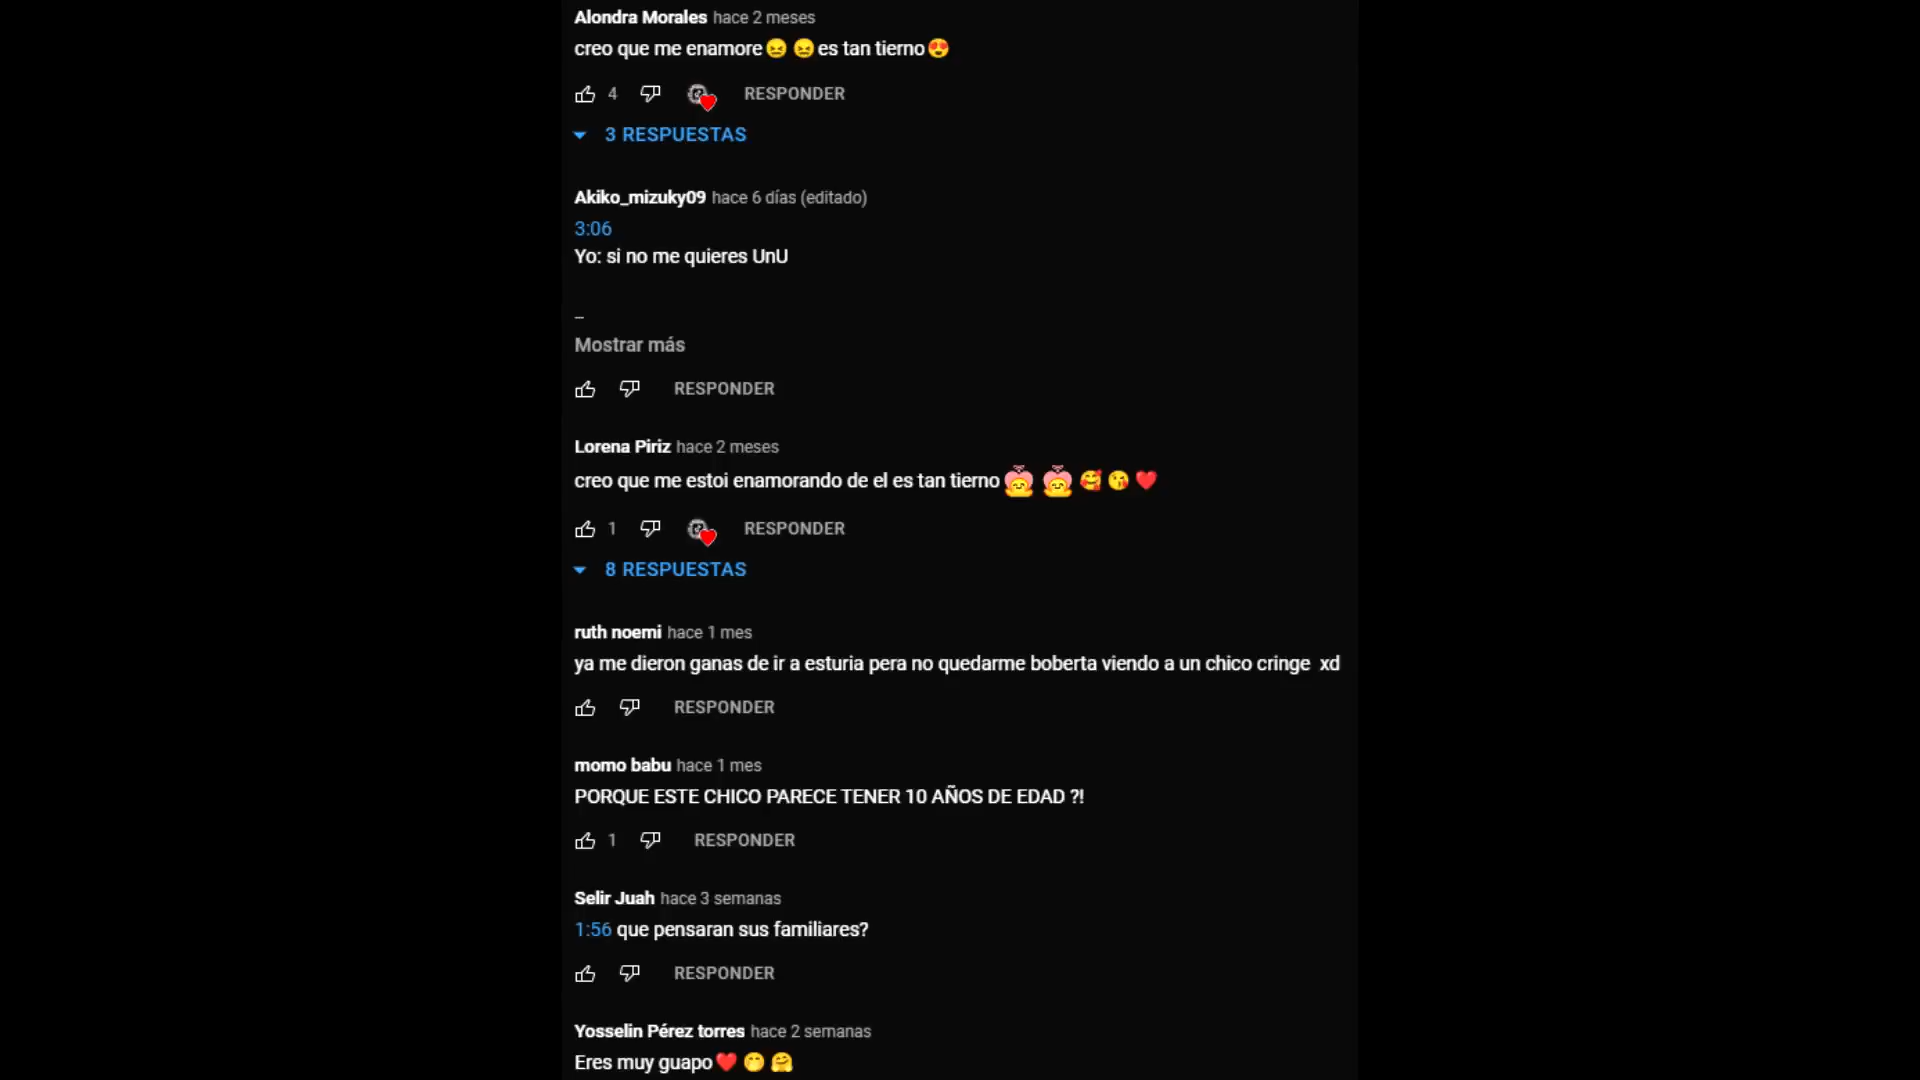 Alondra Morales hace 2 meses
creo que me enamore😖 😖 es tan tierno😍
4 RESPONDER
3 RESPUESTAS
Akiko_mizuky09 hace 6 días (editado)
3:06
Yo: si no me quieres UnU
_
Mostrar más
RESPONDER
Lorena Piriz hace 2 meses
creo que me estoi enamorando de el es tan tierno 🥰 😘 ❤️
1 RESPONDER
8 RESPUESTAS
ruth noemi hace 1 mes
ya me dieron ganas de ir a esturia pera no quedarme boberta viendo a un chico cringe xd
RESPONDER
momo babu hace 1 mes
PORQUE ESTE CHICO PARECE TENER 10 AÑOS DE EDAD ?!
1 RESPONDER
Selir Juah hace 3 semanas
1:56 que pensaran sus familiares?
RESPONDER
Yosselin Pérez torres hace 2 semanas
Eres muy guapo❤️ 🤭 🤗